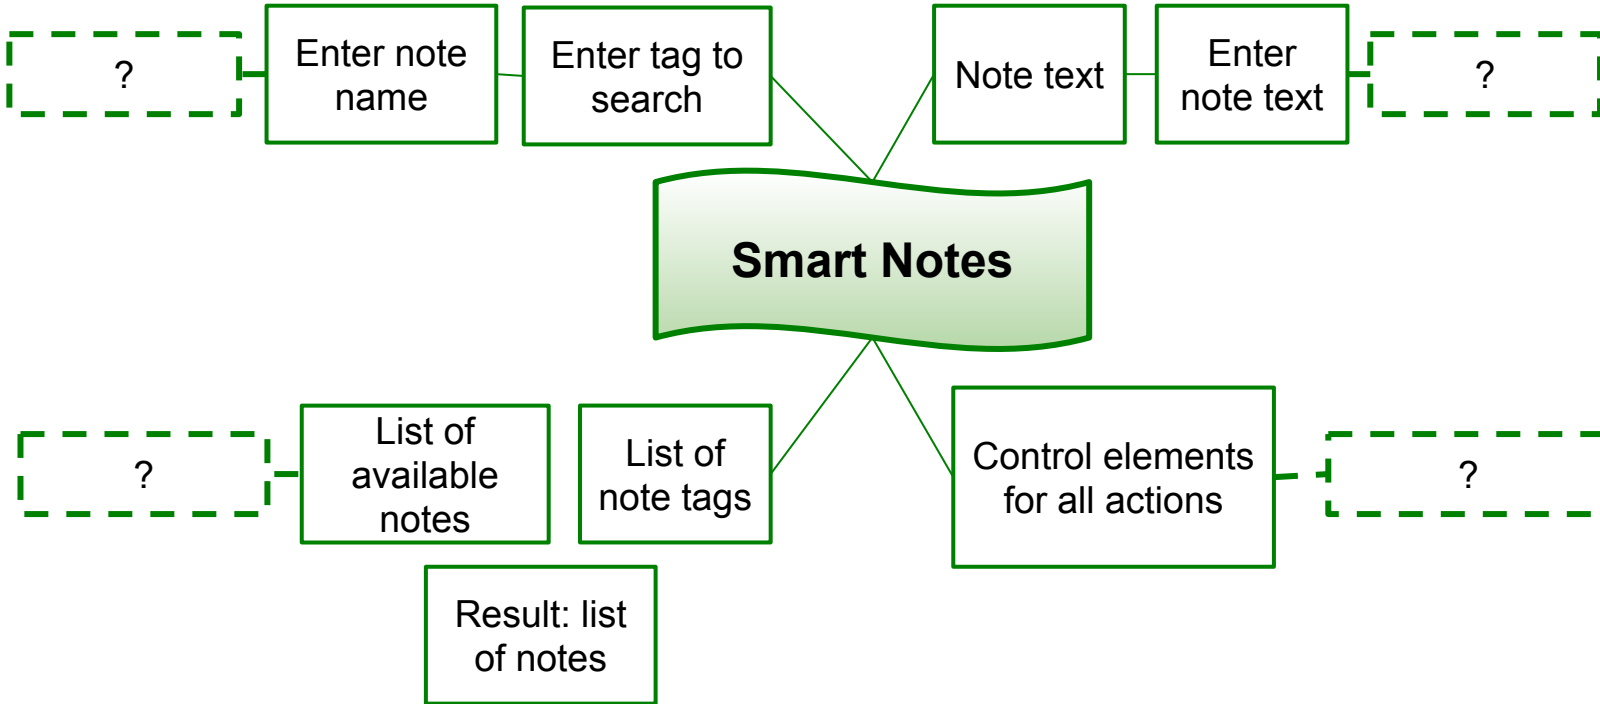 ?
Enter note
name
Enter tag to
search
Note text
Enter
note text
?
Smart Notes
?
List of
available
notes
List of
note tags
Control elements
for all actions
?
Result: list
of notes